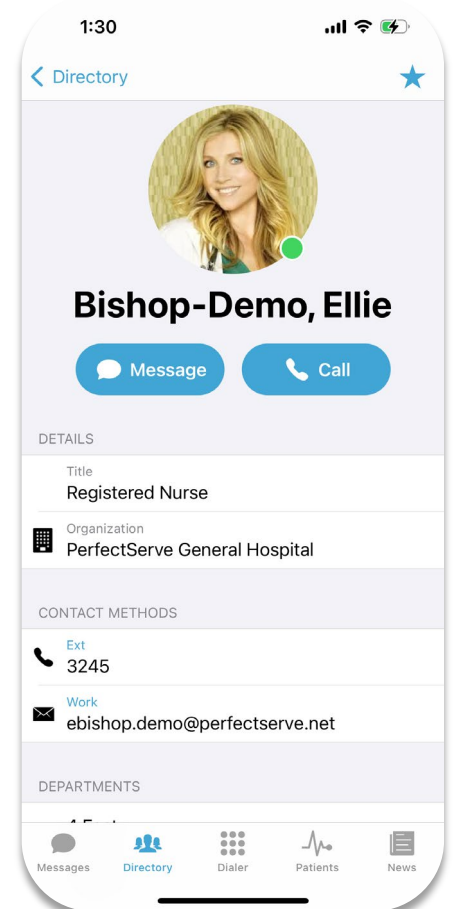 1:30
Directory
Bishop-Demo, Ellie
Message
Call
DETAILS
Title
Registered Nurse
Organization
PerfectServe General Hospital
CONTACT METHODS
Ext
3245
Work
ebishop.demo@perfectserve.net
DEPARTMENTS
Messages
Directory
Dialer
Patients
News